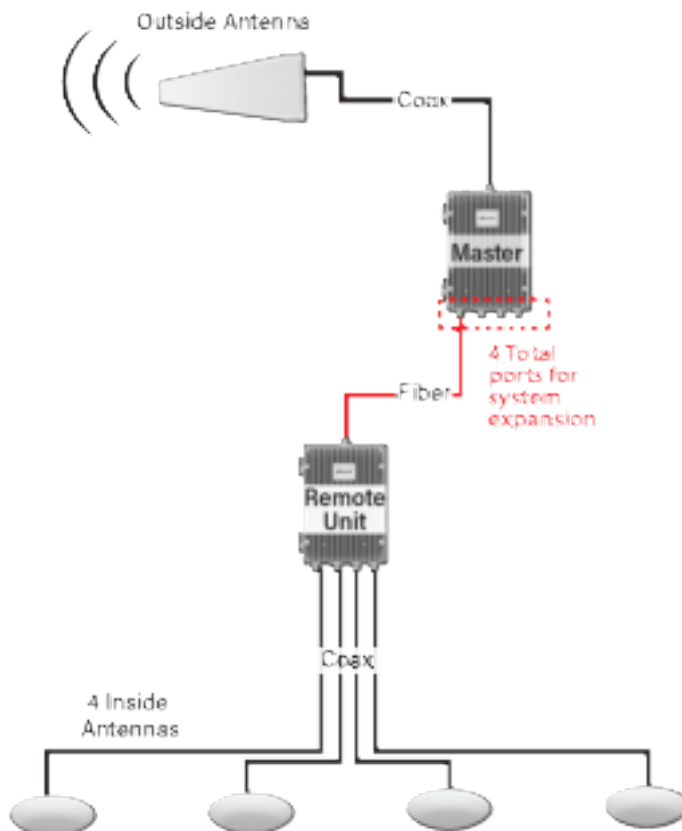 Outside Antenna
Coax
Master
4 Total
ports for
system
expansion
Fiber
Remote
Unit
Coax
4 Inside
Antennas